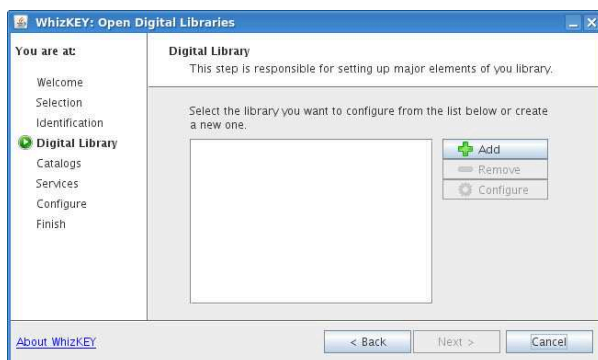 WhizKEY: Open Digital Libraries
You are at:
Welcome
Selection
Identification
Digital Library
Catalogs
Services
Configure
Finish
Digital Library
This step is responsible for setting up major elements of you library.
Select the library you want to configure from the list below or create
a new one.
Add
Remove
Configure
About WhizKEY
< Back
Next >
Cancel